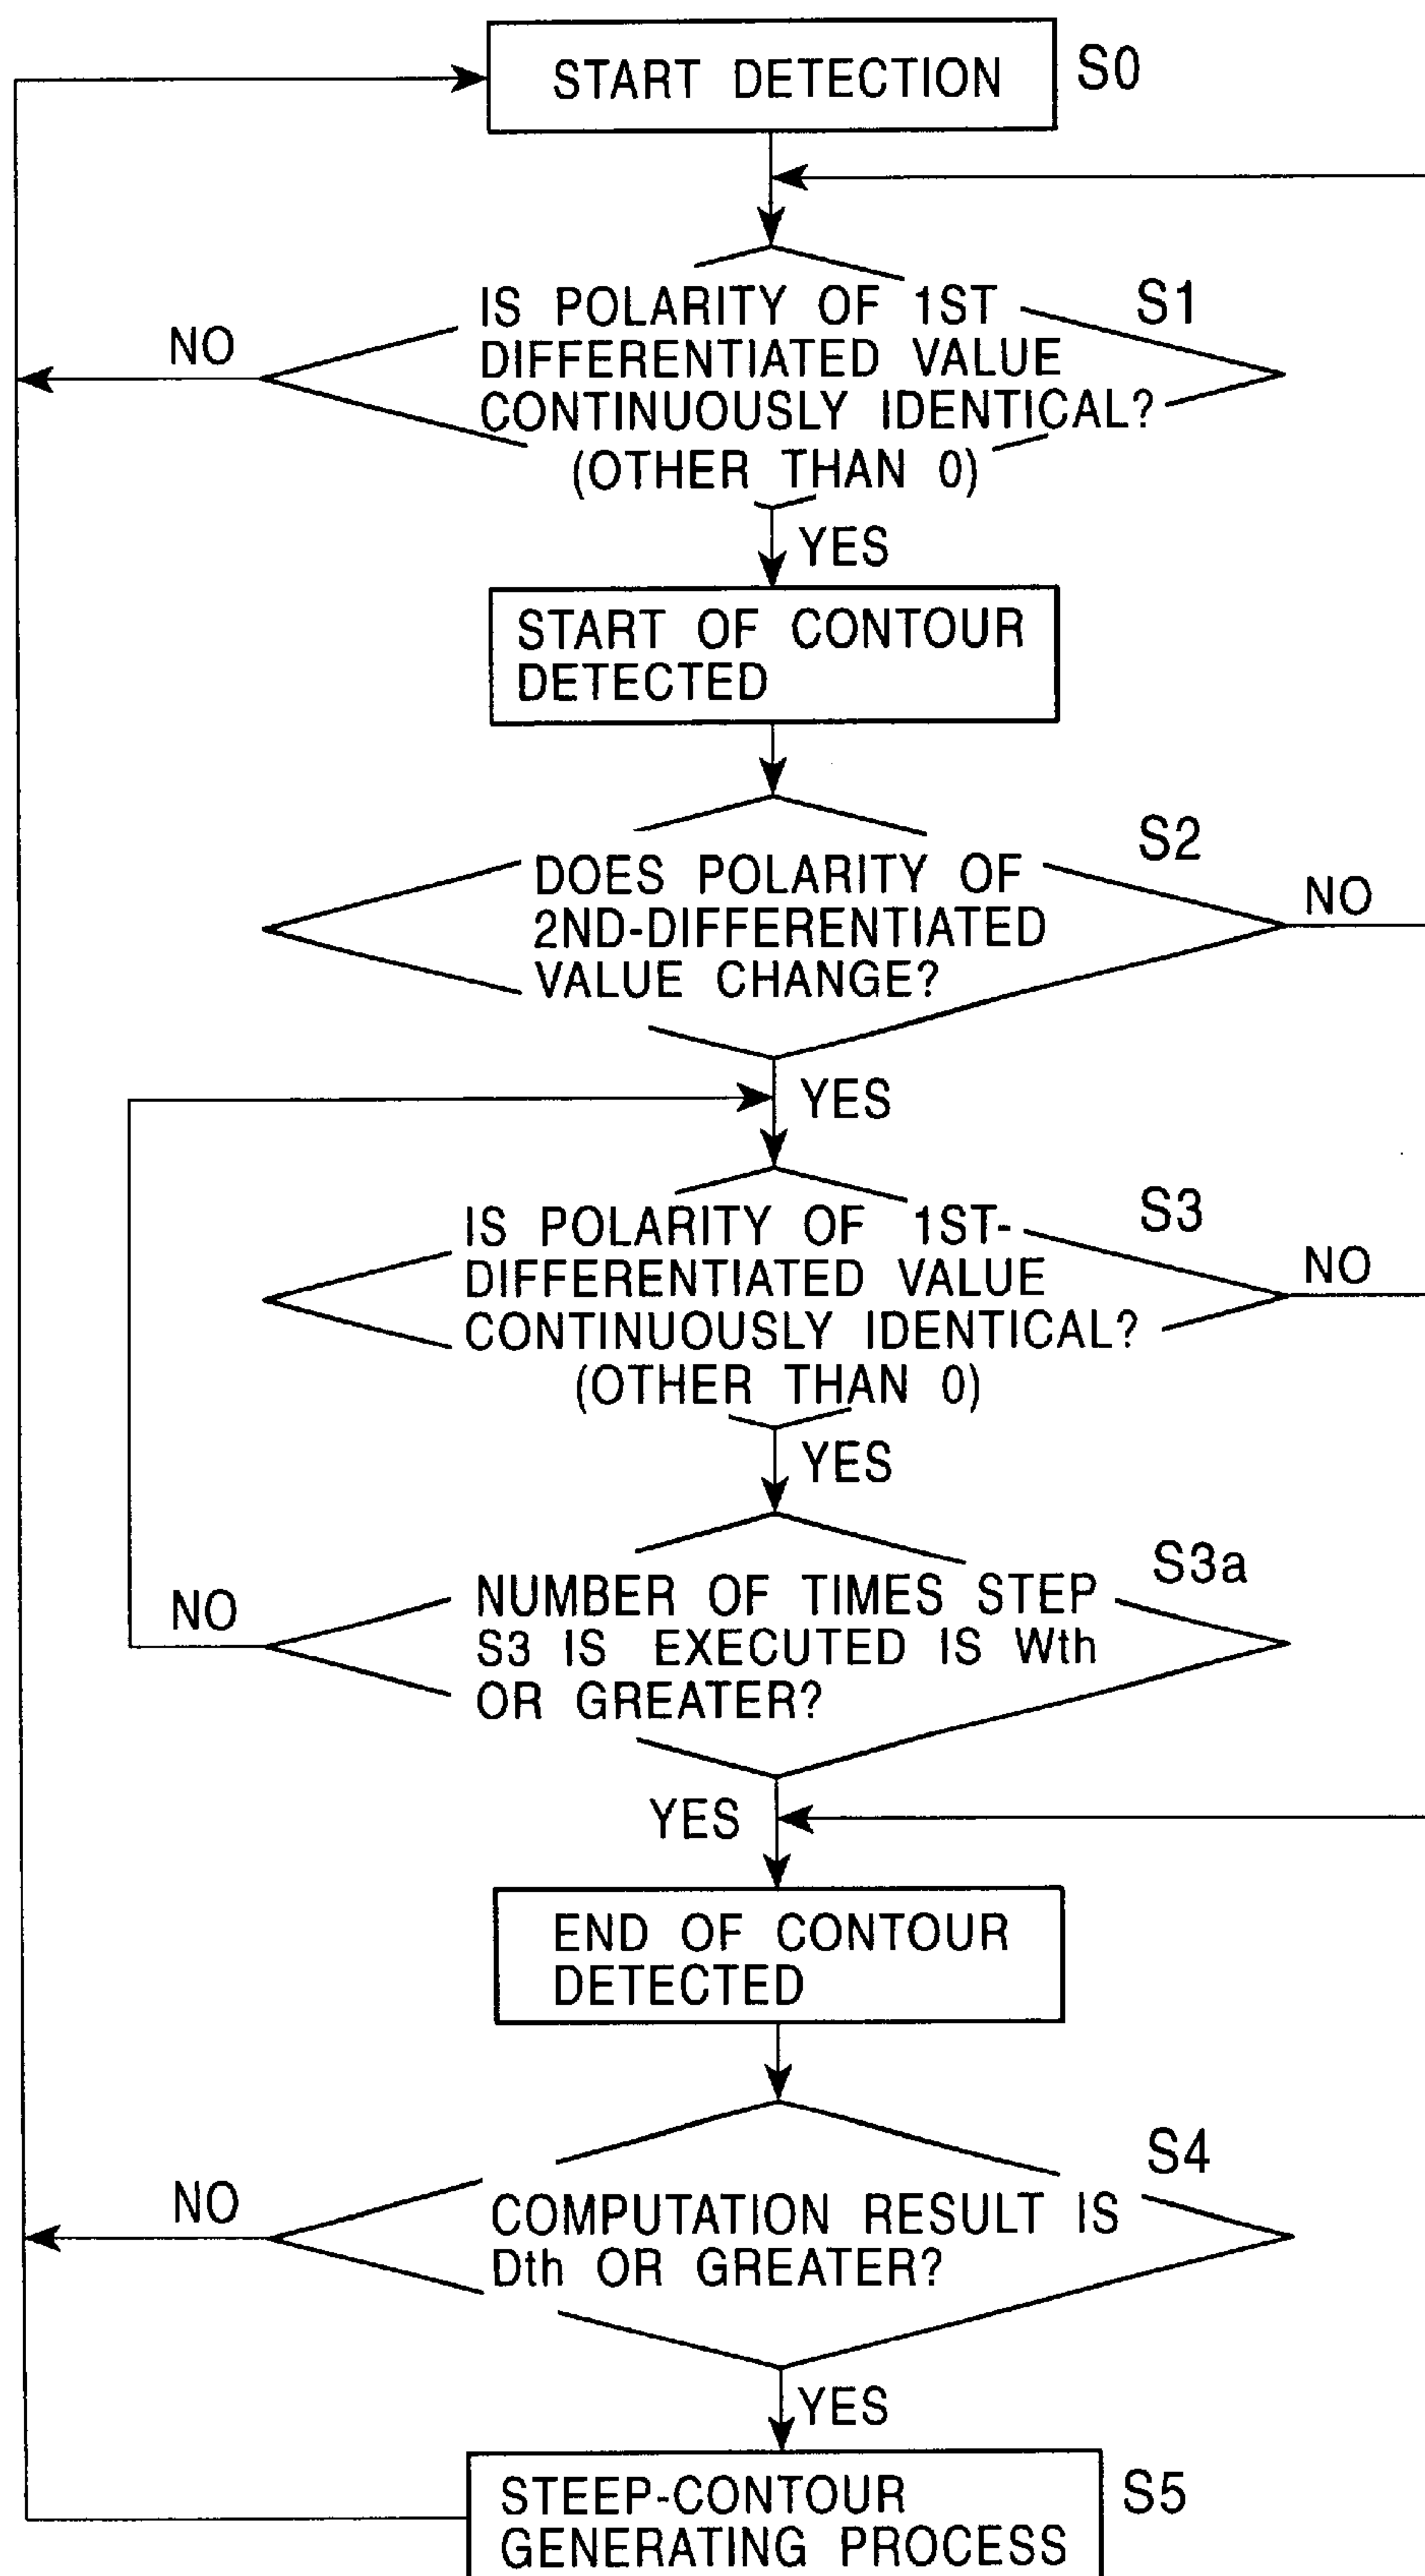 START DETECTION
S0
IS POLARITY OF 1ST
DIFFERENTIATED VALUE
CONTINUOUSLY IDENTICAL?
(OTHER THAN 0)
S1
NO
YES
START OF CONTOUR
DETECTED
S2
DOES POLARITY OF
2ND-DIFFERENTIATED
VALUE CHANGE?
NO
YES
S3
IS POLARITY OF 1ST-
DIFFERENTIATED VALUE
CONTINUOUSLY IDENTICAL?
(OTHER THAN 0)
NO
YES
S3a
NUMBER OF TIMES STEP
S3 IS EXECUTED IS Wth
OR GREATER?
NO
YES
END OF CONTOUR
DETECTED
S4
COMPUTATION RESULT IS
Dth OR GREATER?
NO
YES
STEEP-CONTOUR
GENERATING PROCESS
S5